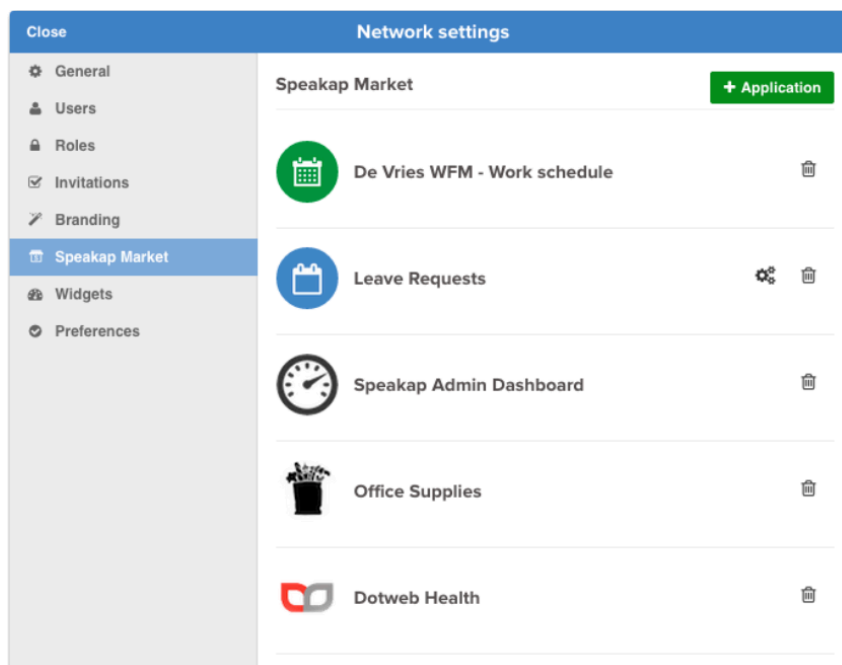 Close
Network settings
General
Users
Roles
Invitations
Branding
Speakap Market
Widgets
Preferences
Speakap Market
+ Application
De Vries WFM - Work schedule
Leave Requests
Speakap Admin Dashboard
Office Supplies
Dotweb Health